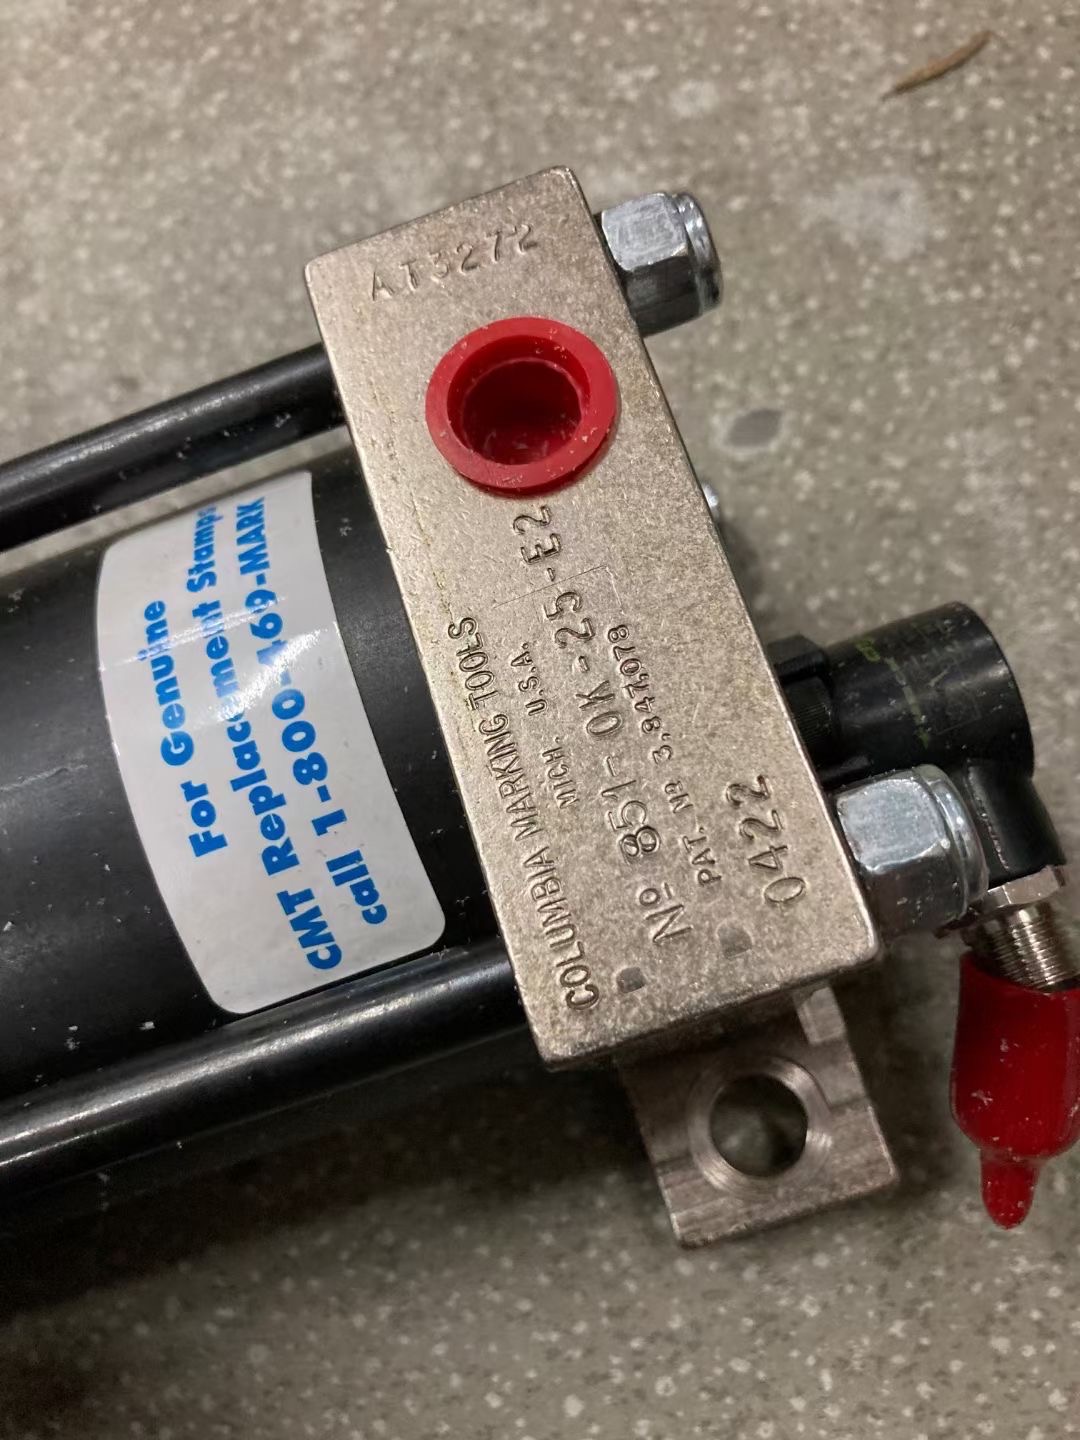 AT3272
COLUMBIA MARKING TOOLS
MICH. U.S.A.
Nº 851-0K-25-E2
PAT. Nº 3,847,078
0422
For Genuine
CMT Replacement Stamps
call 1-800-469-MARK